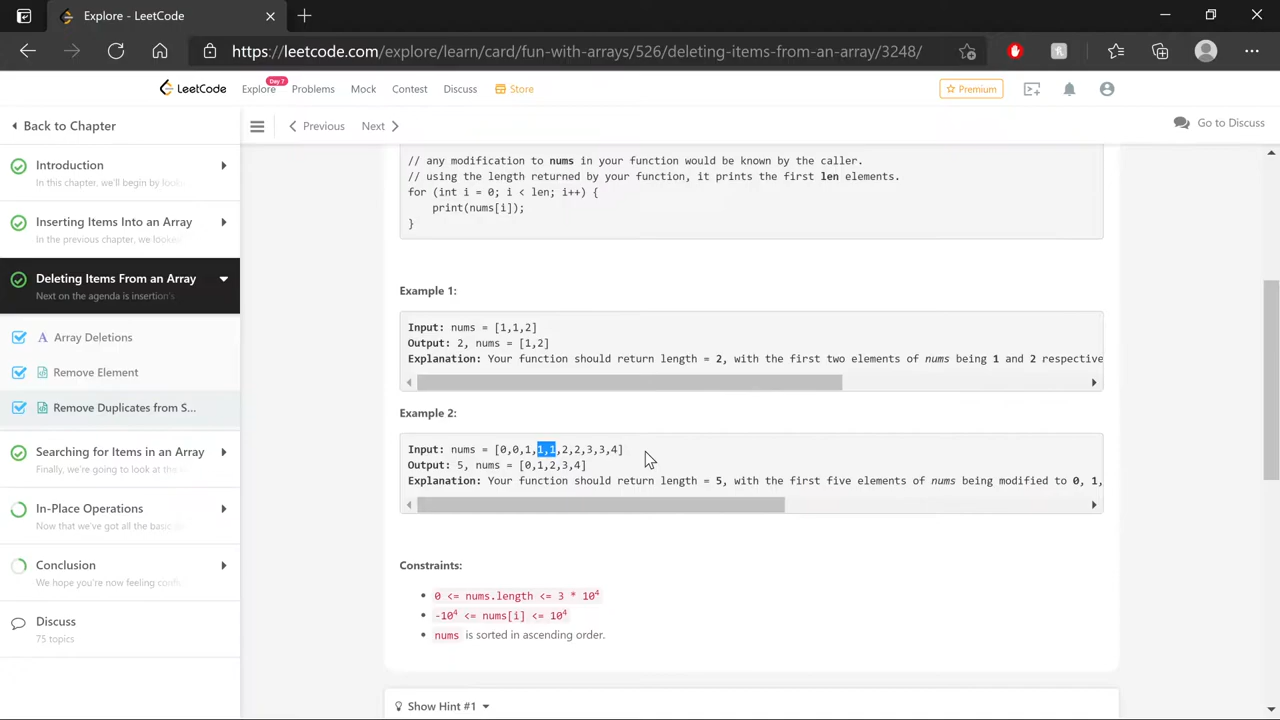 Explore - LeetCode
https://leetcode.com/explore/learn/card/fun-with-arrays/526/deleting-items-from-an-array/3248/
LeetCode
Explore
Day 7
Problems
Mock
Contest
Discuss
Store
Premium
Back to Chapter
Previous
Next
Go to Discuss
Introduction
In this chapter, we'll begin by look
Inserting Items Into an Array
In the previous chapter, we looked
Deleting Items From an Array
Next on the agenda is insertion's
A Array Deletions
Remove Element
Remove Duplicates from S...
Searching for Items in an Array
Finally, we're going to look at the
In-Place Operations
Now that we've got all the basic
Conclusion
We hope you're now feeling conf
Discuss
75 topics
// any modification to nums in your function would be known by the caller.
// using the length returned by your function, it prints the first len elements.
for (int i = 0; i < len; i++) {
print(nums[i]);
}
Example 1:
Input: nums = [1,1,2]
Output: 2, nums = [1,2]
Explanation: Your function should return length = 2, with the first two elements of nums being 1 and 2 respective
Example 2:
Input: nums = [0,0,1,1,1,2,2,3,3,4]
Output: 5, nums = [0,1,2,3,4]
Explanation: Your function should return length = 5, with the first five elements of nums being modified to 0, 1,
Constraints:
0 <= nums.length <= 3 * 10⁴
-10⁴ <= nums[i] <= 10⁴
nums is sorted in ascending order.
Show Hint #1